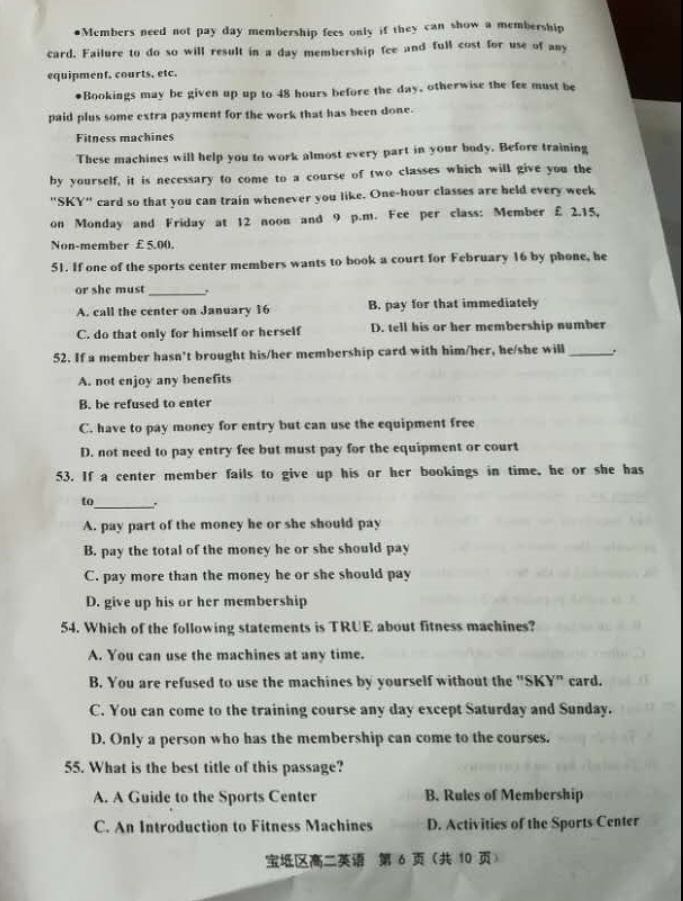 ●Members need not pay day membership fees only if they can show a membership
card. Failure to do so will result in a day membership fee and full cost for use of any
equipment, courts, etc.
●Bookings may be given up up to 48 hours before the day, otherwise the fee must be
paid plus some extra payment for the work that has been done.
Fitness machines
These machines will help you to work almost every part in your body. Before training
by yourself, it is necessary to come to a course of two classes which will give you the
"SKY" card so that you can train whenever you like. One-hour classes are held every week
on Monday and Friday at 12 noon and 9 p.m. Fee per class: Member £ 2.15,
Non-member £5.00.
51. If one of the sports center members wants to book a court for February 16 by phone, he
or she must ________.
A. call the center on January 16 B. pay for that immediately
C. do that only for himself or herself D. tell his or her membership number
52. If a member hasn't brought his/her membership card with him/her, he/she will ______.
A. not enjoy any benefits
B. be refused to enter
C. have to pay money for entry but can use the equipment free
D. not need to pay entry fee but must pay for the equipment or court
53. If a center member fails to give up his or her bookings in time, he or she has
to________.
A. pay part of the money he or she should pay
B. pay the total of the money he or she should pay
C. pay more than the money he or she should pay
D. give up his or her membership
54. Which of the following statements is TRUE about fitness machines?
A. You can use the machines at any time.
B. You are refused to use the machines by yourself without the "SKY" card.
C. You can come to the training course any day except Saturday and Sunday.
D. Only a person who has the membership can come to the courses.
55. What is the best title of this passage?
A. A Guide to the Sports Center B. Rules of Membership
C. An Introduction to Fitness Machines D. Activities of the Sports Center
宝坻区高二英语 第 6 页（共 10 页）